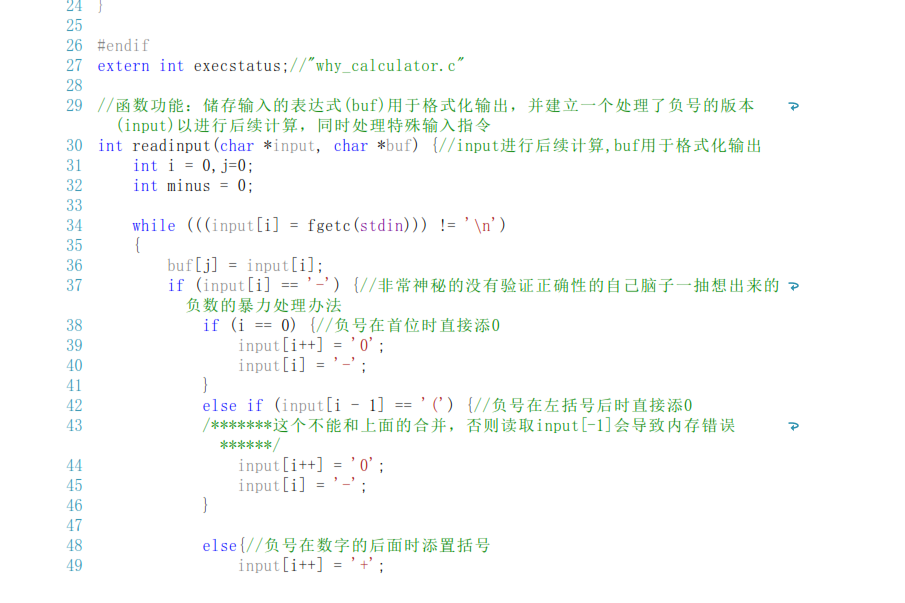 24 }
25
26 #endif
27 extern int execstatus;//"why_calculator.c"
28
29 //函数功能：储存输入的表达式(buf)用于格式化输出，并建立一个处理了负号的版本
(input)以进行后续计算，同时处理特殊输入指令
30 int readinput(char *input, char *buf) {//input进行后续计算,buf用于格式化输出
31 int i = 0,j=0;
32 int minus = 0;
33
34 while (((input[i] = fgetc(stdin))) != '\n')
35 {
36 buf[j] = input[i];
37 if (input[i] == '-') {//非常神秘的没有验证正确性的自己脑子一抽想出来的
负数的暴力处理办法
38 if (i == 0) {//负号在首位时直接添0
39 input[i++] = '0';
40 input[i] = '-';
41 }
42 else if (input[i - 1] == '(') {//负号在左括号后时直接添0
43 /*******这个不能和上面的合并，否则读取input[-1]会导致内存错误
******/
44 input[i++] = '0';
45 input[i] = '-';
46 }
47
48 else{//负号在数字的后面时添置括号
49 input[i++] = '+';